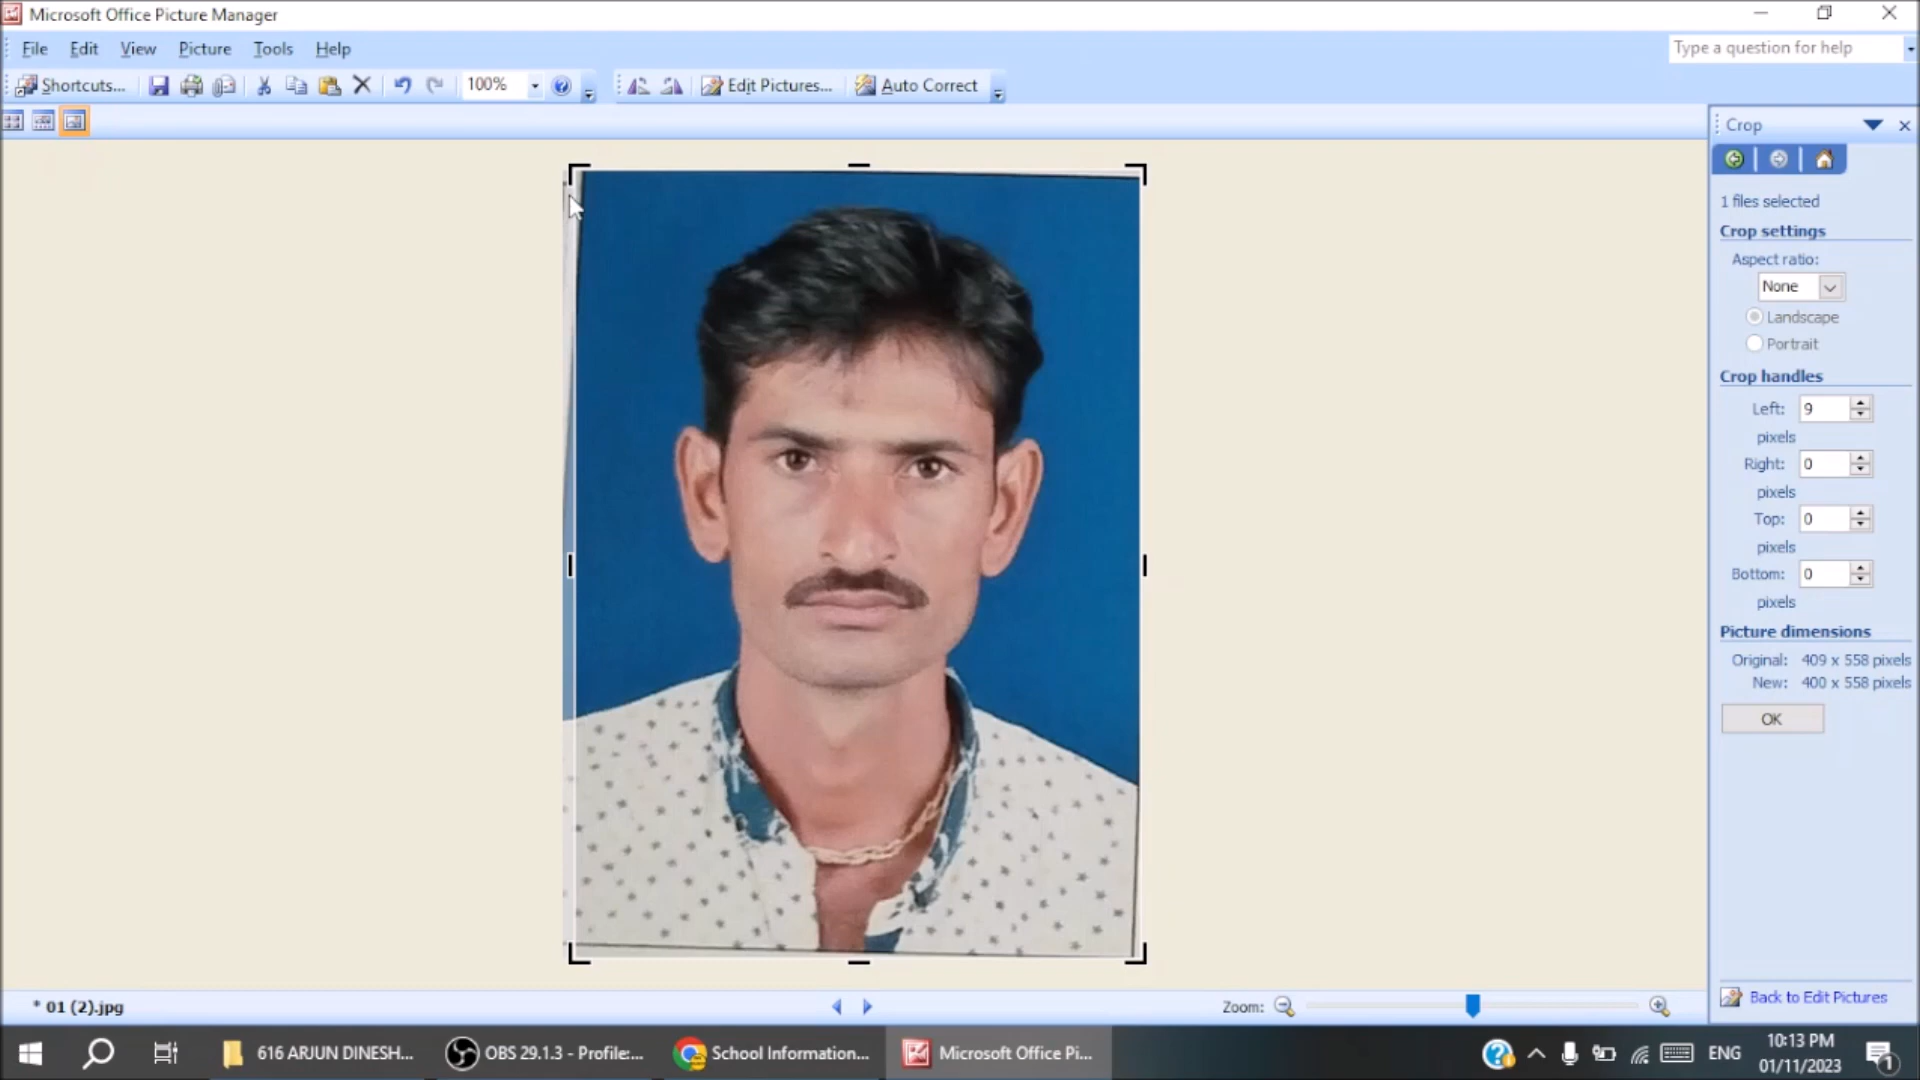 Microsoft Office Picture Manager
File Edit View Picture Tools Help
Type a question for help
Shortcuts... 100% Edit Pictures... Auto Correct
Crop
1 files selected
Crop settings
Aspect ratio:
None
Landscape
Portrait
Crop handles
Left: 9
pixels
Right: 0
pixels
Top: 0
pixels
Bottom: 0
pixels
Picture dimensions
Original: 409 x 558 pixels
New: 400 x 558 pixels
OK
Back to Edit Pictures
* 01 (2).jpg
Zoom:
616 ARJUN DINESH... OBS 29.1.3 - Profile:... School Information... Microsoft Office Pi... ENG 10:13 PM
01/11/2023
1